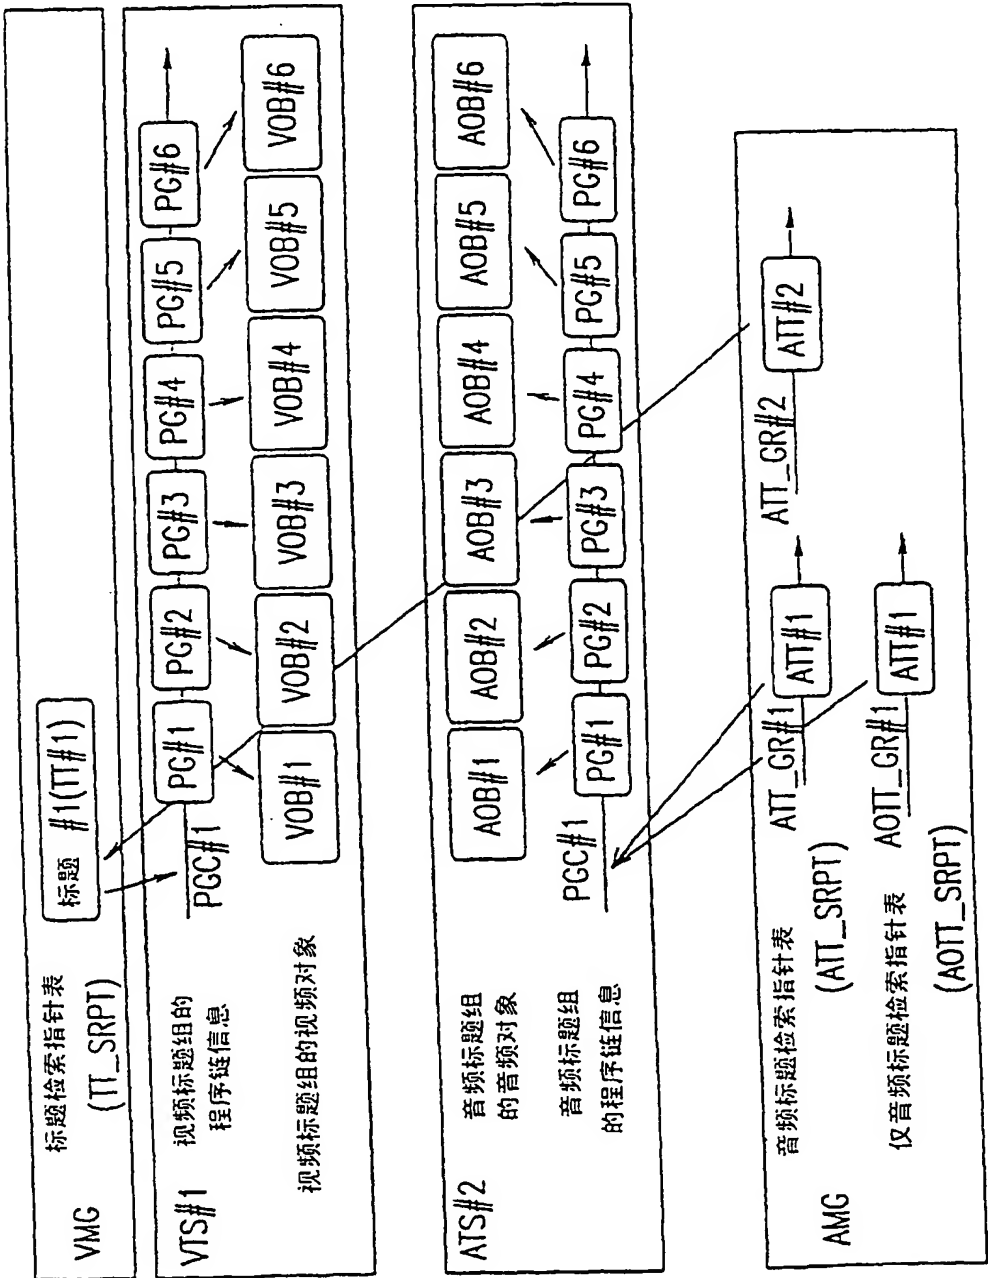 VMG
标题检索指针表
(TT_SRPT)
标题 #1(TT#1)
VTS#1
视频标题组的
程序链信息
PGC#1
PG#1
PG#2
PG#3
PG#4
PG#5
PG#6
视频标题组的视频对象
VOB#1
VOB#2
VOB#3
VOB#4
VOB#5
VOB#6
ATS#2
音频标题组
的音频对象
AOB#1
AOB#2
AOB#3
AOB#4
AOB#5
AOB#6
音频标题组
的程序链信息
PGC#1
PG#1
PG#2
PG#3
PG#4
PG#5
PG#6
AMG
音频标题检索指针表
(ATT_SRPT)
ATT_GR#1
ATT#1
ATT_GR#2
ATT#2
仅音频标题检索指针表
(AOTT_SRPT)
AOTT_GR#1
ATT#1